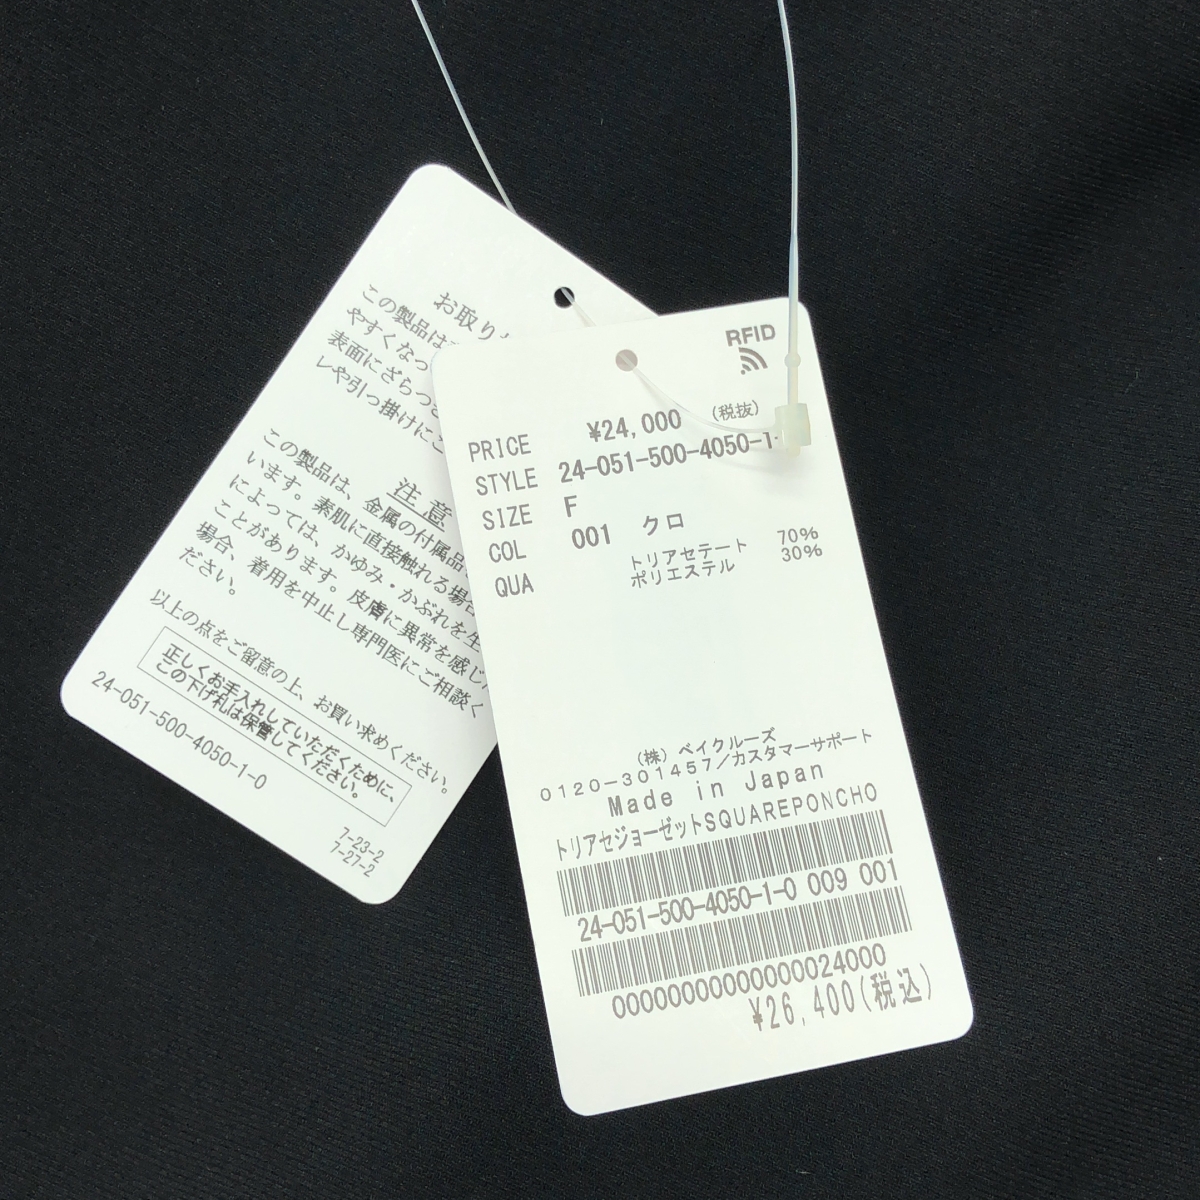 お取り
この製品は
やすくなっ
表面にざらつき
レや引っ掛けにご
注意
この製品は、金属の付属品
います。素肌に直接触れる場合
によっては、かゆみ・かぶれを生
ことがあります。皮膚に異常を感じ
場合、着用を中止し専門医にご相談く
ださい。
以上の点をご留意の上、お買い求めください。
正しくお手入れしていただくために、
この下げ札は保管してください。
24-051-500-4050-1-0
7-23-2
7-27-2
RFID
PRICE ¥24,000 (税抜)
STYLE 24-051-500-4050-1-
SIZE F
COL 001 クロ
QUA トリアセテート 70%
ポリエステル 30%
(株) ベイクルーズ
0120-301457/カスタマーサポート
Made in Japan
トリアセジョーゼットSQUAREPONCHO
24-051-500-4050-1-0 009 001
0000000000000024000
¥26,400(税込)